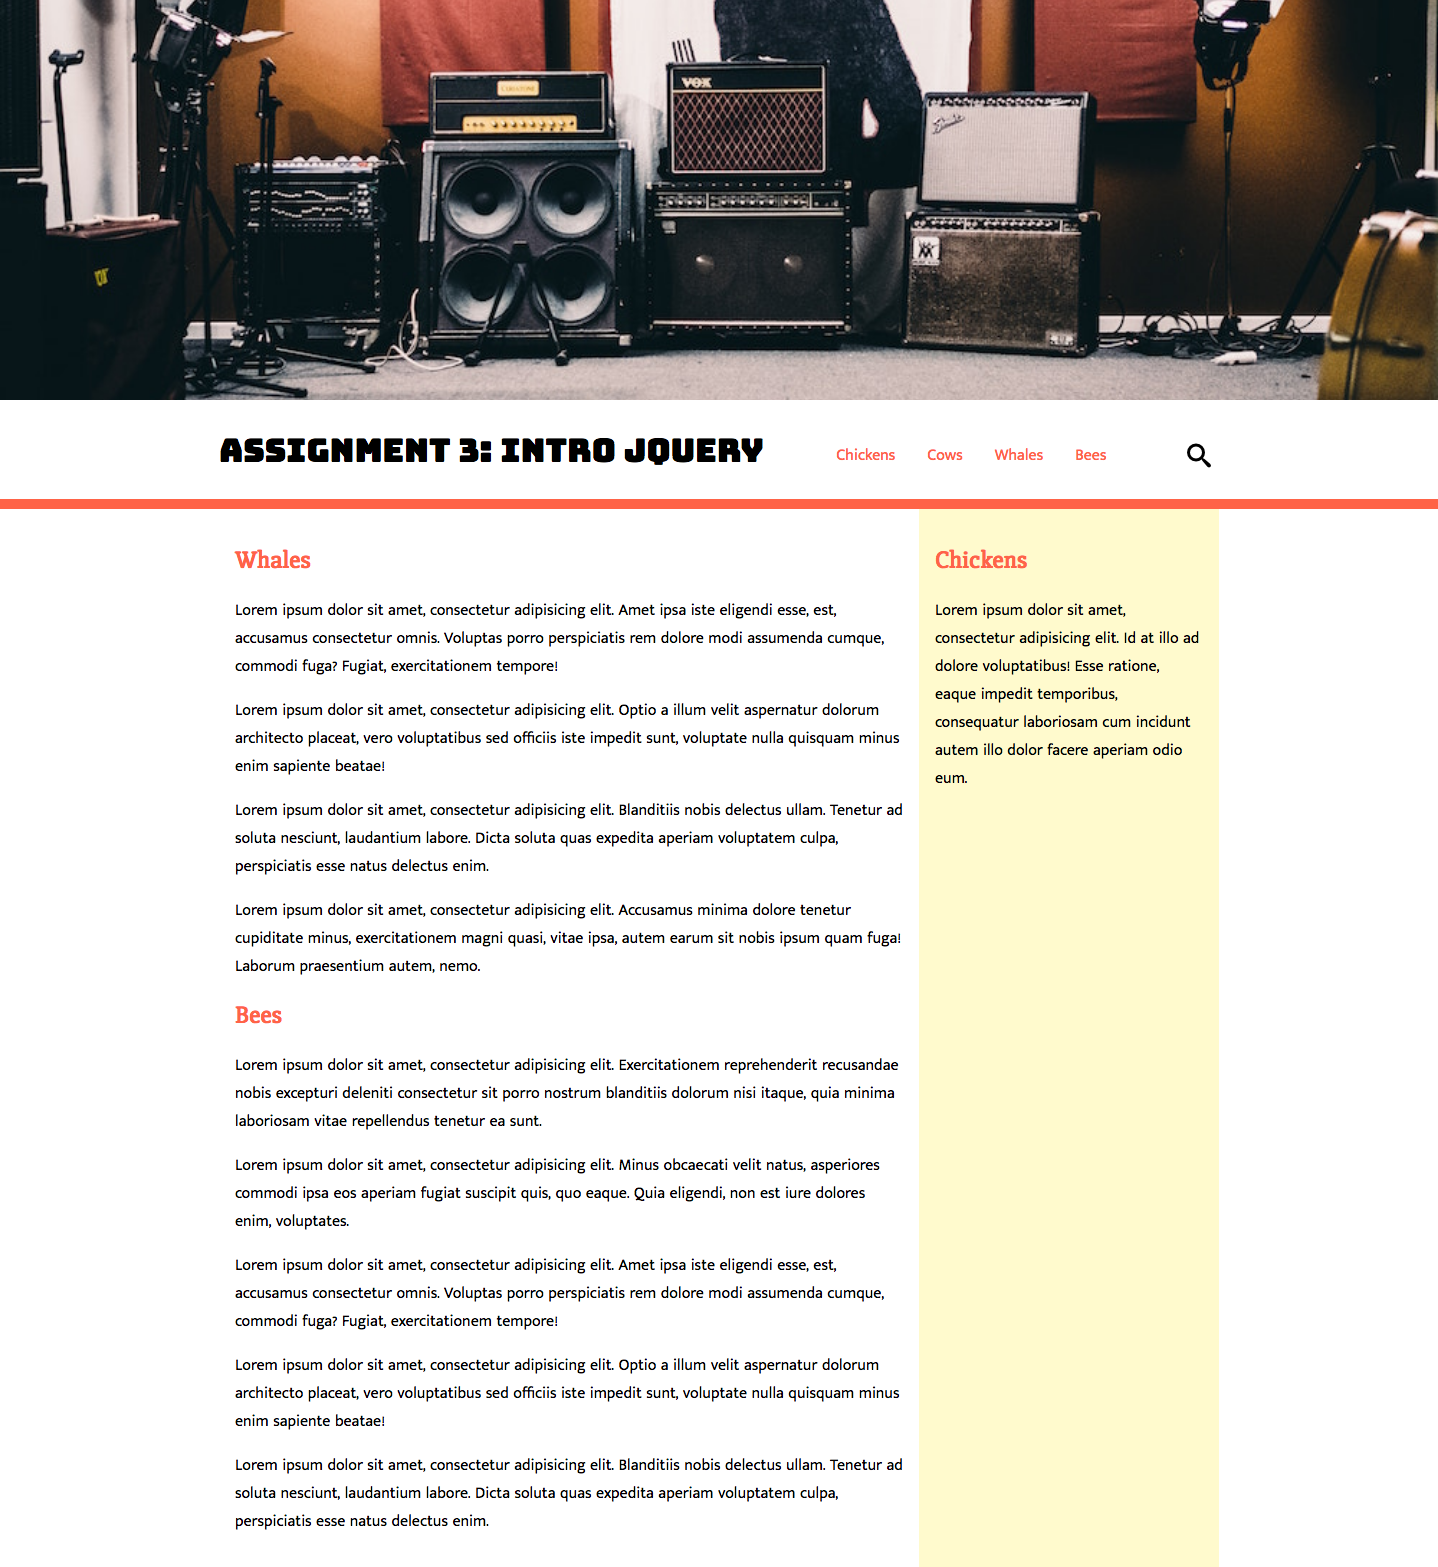 VOX
Fender
ASSIGNMENT 3: INTRO JQUERY
Chickens Cows Whales Bees
Whales
Lorem ipsum dolor sit amet, consectetur adipisicing elit. Amet ipsa iste eligendi esse, est,
accusamus consectetur omnis. Voluptas porro perspiciatis rem dolore modi assumenda cumque,
commodi fuga? Fugiat, exercitationem tempore!
Lorem ipsum dolor sit amet, consectetur adipisicing elit. Optio a illum velit aspernatur dolorum
architecto placeat, vero voluptatibus sed officiis iste impedit sunt, voluptate nulla quisquam minus
enim sapiente beatae!
Lorem ipsum dolor sit amet, consectetur adipisicing elit. Blanditiis nobis delectus ullam. Tenetur ad
soluta nesciunt, laudantium labore. Dicta soluta quas expedita aperiam voluptatem culpa,
perspiciatis esse natus delectus enim.
Lorem ipsum dolor sit amet, consectetur adipisicing elit. Accusamus minima dolore tenetur
cupiditate minus, exercitationem magni quasi, vitae ipsa, autem earum sit nobis ipsum quam fuga!
Laborum praesentium autem, nemo.
Bees
Lorem ipsum dolor sit amet, consectetur adipisicing elit. Exercitationem reprehenderit recusandae
nobis excepturi deleniti consectetur sit porro nostrum blanditiis dolorum nisi itaque, quia minima
laboriosam vitae repellendus tenetur ea sunt.
Lorem ipsum dolor sit amet, consectetur adipisicing elit. Minus obcaecati velit natus, asperiores
commodi ipsa eos aperiam fugiat suscipit quis, quo eaque. Quia eligendi, non est iure dolores
enim, voluptates.
Lorem ipsum dolor sit amet, consectetur adipisicing elit. Amet ipsa iste eligendi esse, est,
accusamus consectetur omnis. Voluptas porro perspiciatis rem dolore modi assumenda cumque,
commodi fuga? Fugiat, exercitationem tempore!
Lorem ipsum dolor sit amet, consectetur adipisicing elit. Optio a illum velit aspernatur dolorum
architecto placeat, vero voluptatibus sed officiis iste impedit sunt, voluptate nulla quisquam minus
enim sapiente beatae!
Lorem ipsum dolor sit amet, consectetur adipisicing elit. Blanditiis nobis delectus ullam. Tenetur ad
soluta nesciunt, laudantium labore. Dicta soluta quas expedita aperiam voluptatem culpa,
perspiciatis esse natus delectus enim.
Chickens
Lorem ipsum dolor sit amet,
consectetur adipisicing elit. Id at illo ad
dolore voluptatibus! Esse ratione,
eaque impedit temporibus,
consequatur laboriosam cum incidunt
autem illo dolor facere aperiam odio
eum.